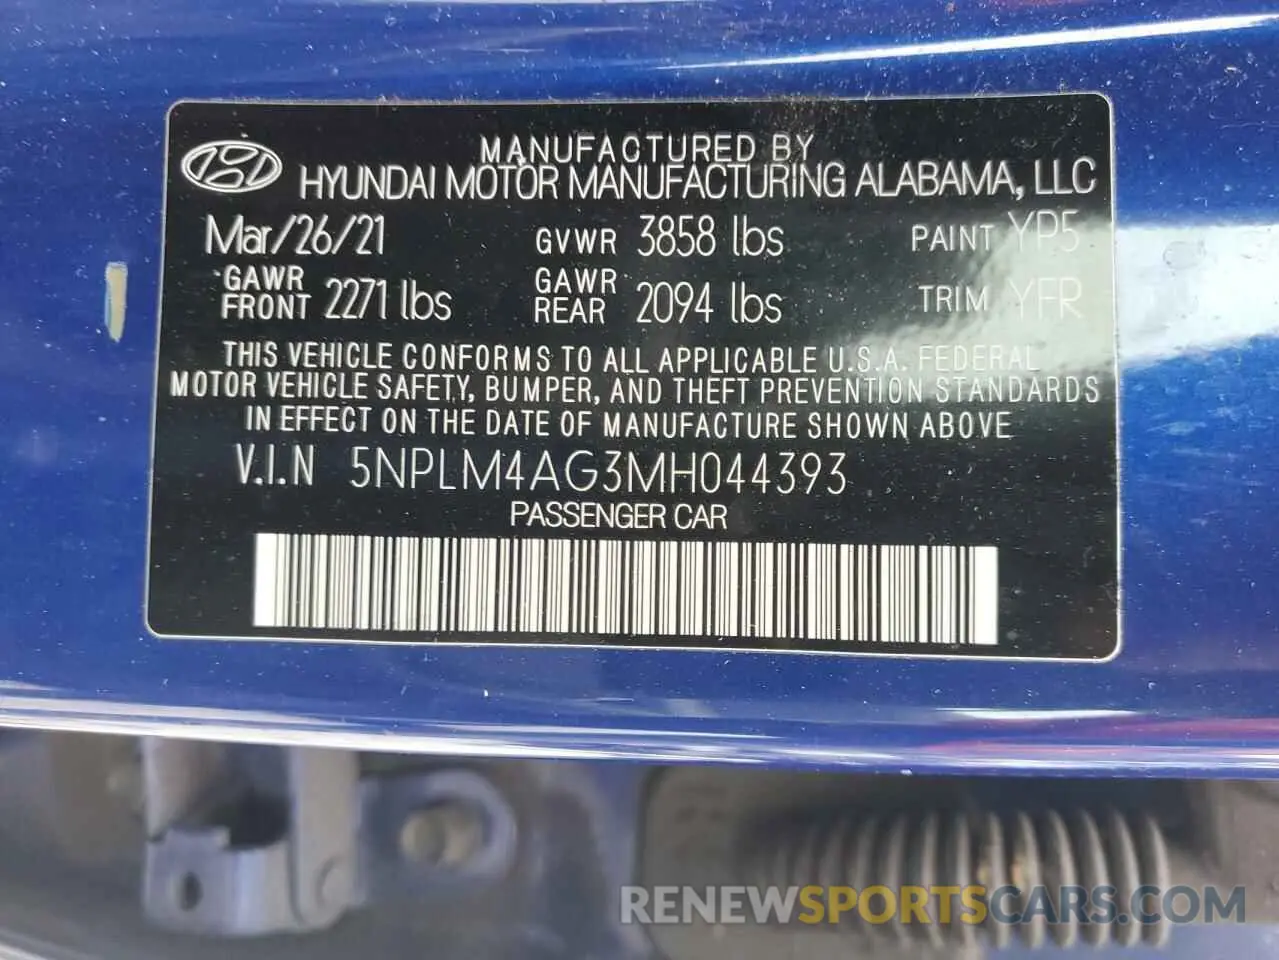 MANUFACTURED BY
HYUNDAI MOTOR MANUFACTURING ALABAMA, LLC
Mar/26/21 GVWR 3858 lbs PAINT YP5
GAWR FRONT 2271 lbs GAWR REAR 2094 lbs TRIM YFR
THIS VEHICLE CONFORMS TO ALL APPLICABLE U.S.A. FEDERAL
MOTOR VEHICLE SAFETY, BUMPER, AND THEFT PREVENTION STANDARDS
IN EFFECT ON THE DATE OF MANUFACTURE SHOWN ABOVE
V.I.N 5NPLM4AG3MH044393
PASSENGER CAR
RENEWSPORTSCARS.COM